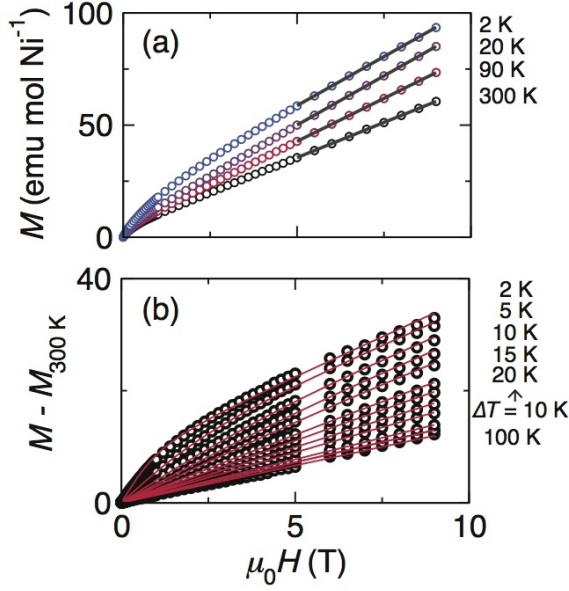 100
(a)
2 K
20 K
90 K
300 K
50
M (emu mol Ni⁻¹)
0
40
(b)
2 K
5 K
10 K
15 K
20 K
↑
ΔT = 10 K
100 K
20
M - M300 K
0
0 5 10
μ0H (T)